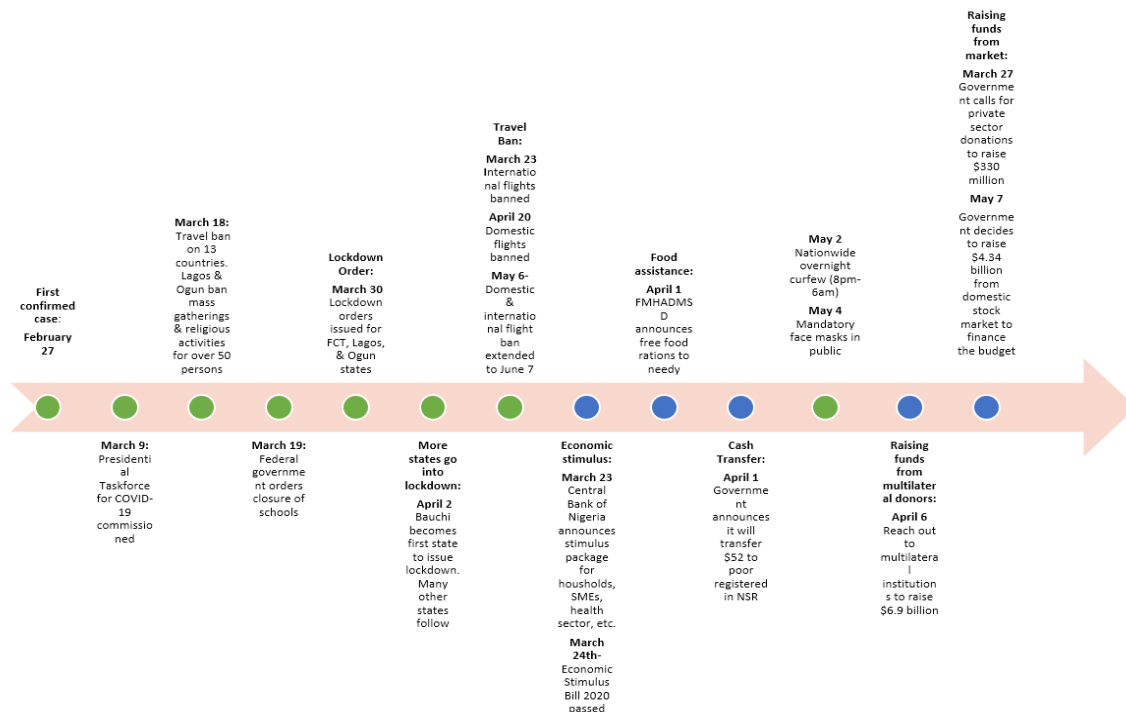 First
confirmed
case:
February
27
March 9:
Presidenti
al
Taskforce
for COVID-
19
commissio
ned
March 18:
Travel ban
on 13
countries.
Lagos &
Ogun ban
mass
gatherings
& religious
activities
for over 50
persons
March 19:
Federal
governme
nt orders
closure of
schools
Lockdown
Order:
March 30
Lockdown
orders
issued for
FCT, Lagos,
& Ogun
states
More
states go
into
lockdown:
April 2
Bauchi
becomes
first state
to issue
lockdown.
Many
other
states
follow
Travel
Ban:
March 23
Internatio
nal flights
banned
April 20
Domestic
flights
banned
May 6-
Domestic
&
internatio
nal flight
ban
extended
to June 7
Economic
stimulus:
March 23
Central
Bank of
Nigeria
announces
stimulus
package
for
housholds,
SMEs,
health
sector, etc.
March
24th-
Economic
Stimulus
Bill 2020
passed
Food
assistance:
April 1
FMHADMS
D
announces
free food
rations to
needy
Cash
Transfer:
April 1
Governme
nt
announces
it will
transfer
$52 to
poor
registered
in NSR
May 2
Nationwide
overnight
curfew (8pm-
6am)
May 4
Mandatory
face masks in
public
Raising
funds
from
multilater
al donors:
April 6
Reach out
to
multilatera
l
institution
s to raise
$6.9 billion
Raising
funds
from
market:
March 27
Governme
nt calls for
private
sector
donations
to raise
$330
million
May 7
Governme
nt decides
to raise
$4.34
billion
from
domestic
stock
market to
finance
the budget